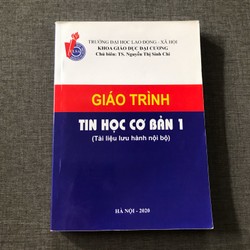 TRƯỜNG ĐẠI HỌC LAO ĐỘNG - XÃ HỘI
KHOA GIÁO DỤC ĐẠI CƯƠNG
Chủ biên: TS. Nguyễn Thị Sinh Chi
GIÁO TRÌNH
TIN HỌC CƠ BẢN 1
(Tài liệu lưu hành nội bộ)
HÀ NỘI - 2020